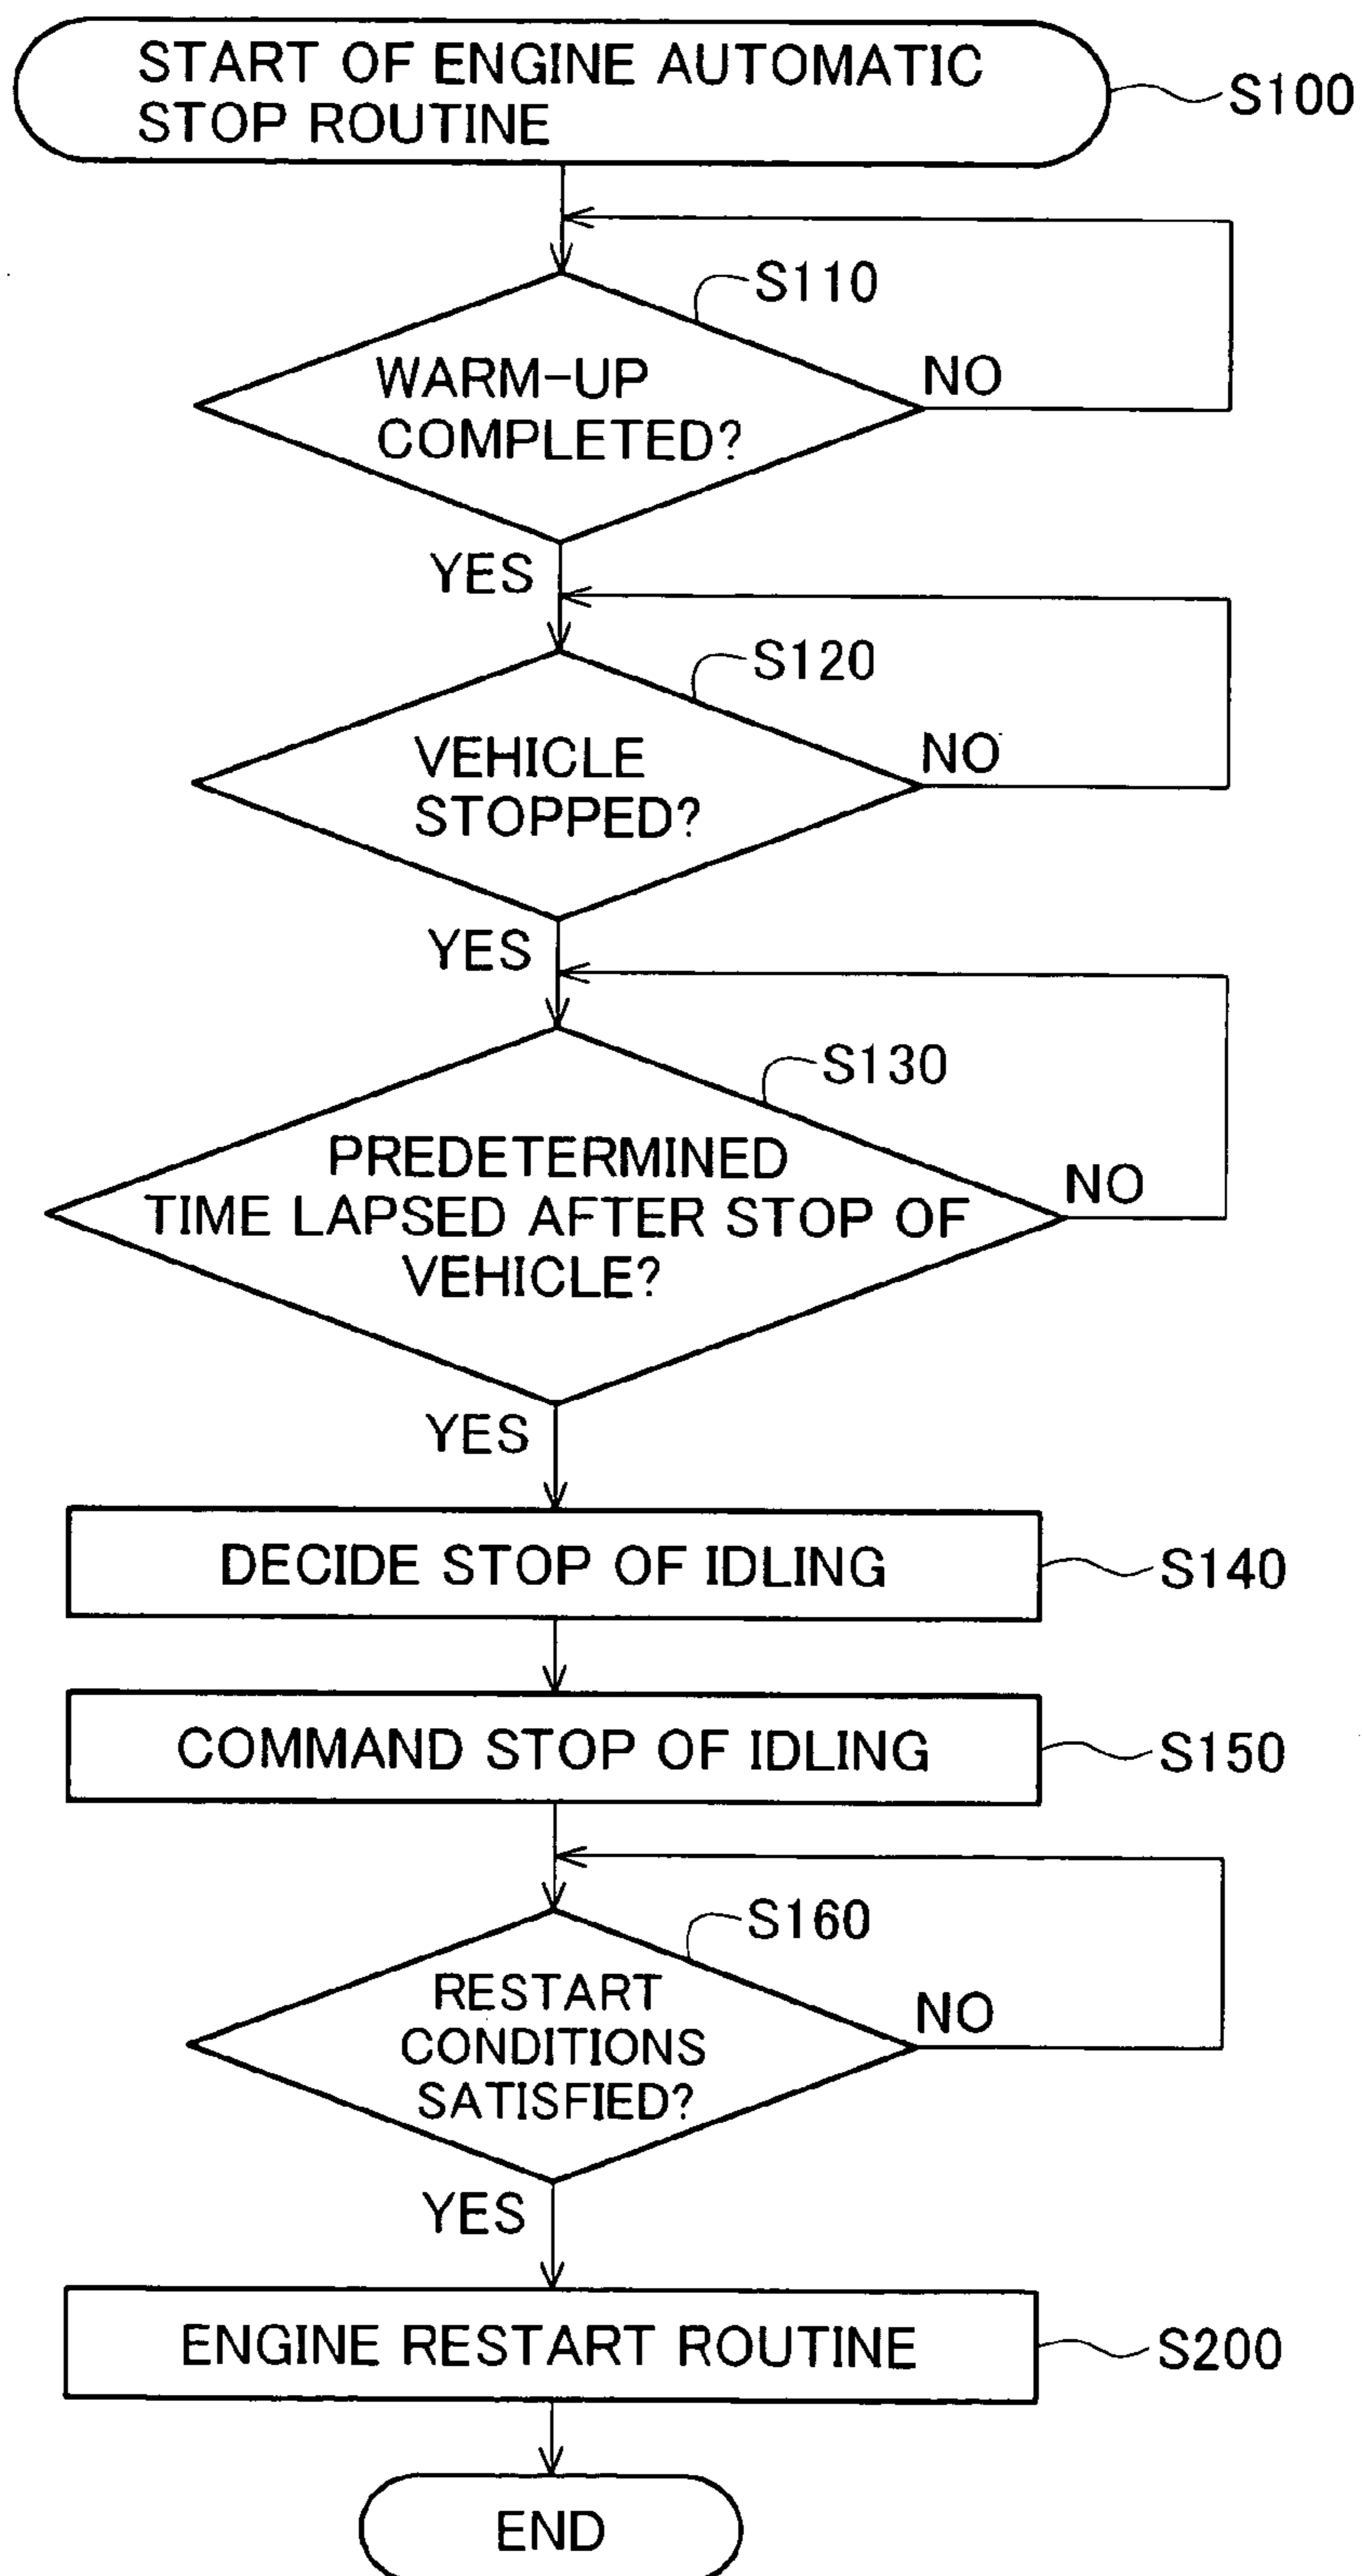 START OF ENGINE AUTOMATIC
STOP ROUTINE
S100
S110
WARM-UP
COMPLETED?
NO
YES
S120
VEHICLE
STOPPED?
NO
YES
S130
PREDETERMINED
TIME LAPSED AFTER STOP OF
VEHICLE?
NO
YES
DECIDE STOP OF IDLING
S140
COMMAND STOP OF IDLING
S150
S160
RESTART
CONDITIONS
SATISFIED?
NO
YES
ENGINE RESTART ROUTINE
S200
END